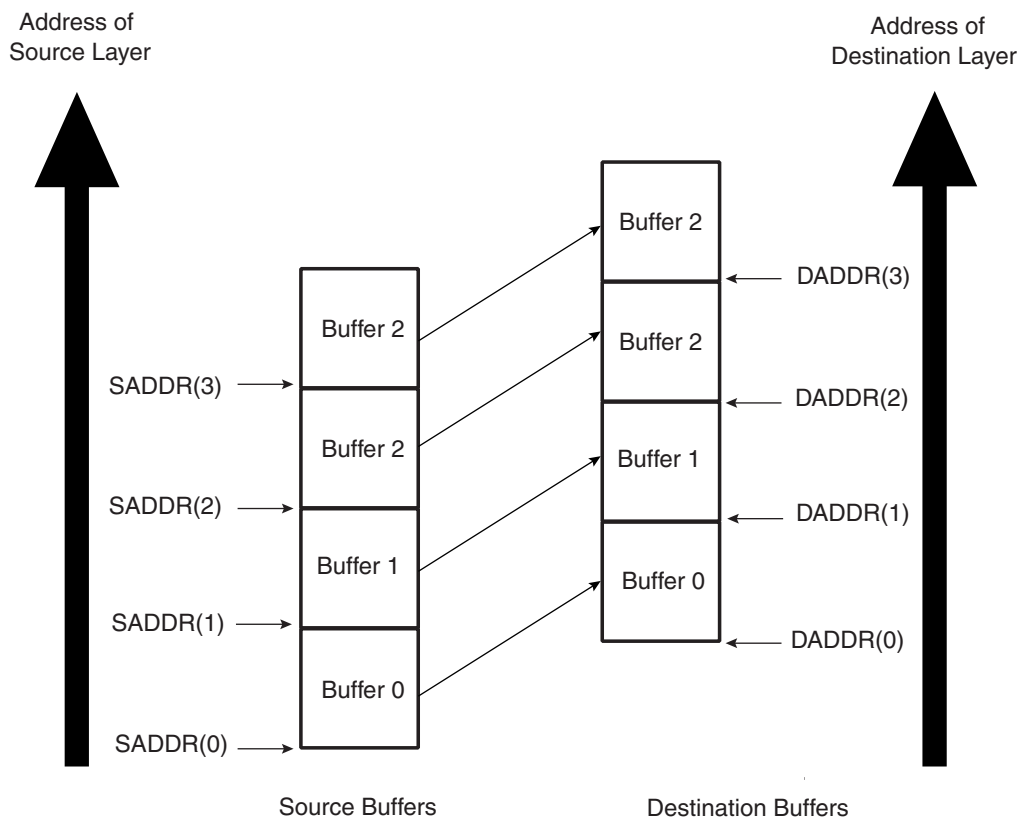 Address of
Source Layer
Address of
Destination Layer
Buffer 2
DADDR(3)
Buffer 2
Buffer 2
SADDR(3)
DADDR(2)
Buffer 2
Buffer 1
SADDR(2)
DADDR(1)
Buffer 1
Buffer 0
SADDR(1)
DADDR(0)
Buffer 0
SADDR(0)
Source Buffers
Destination Buffers